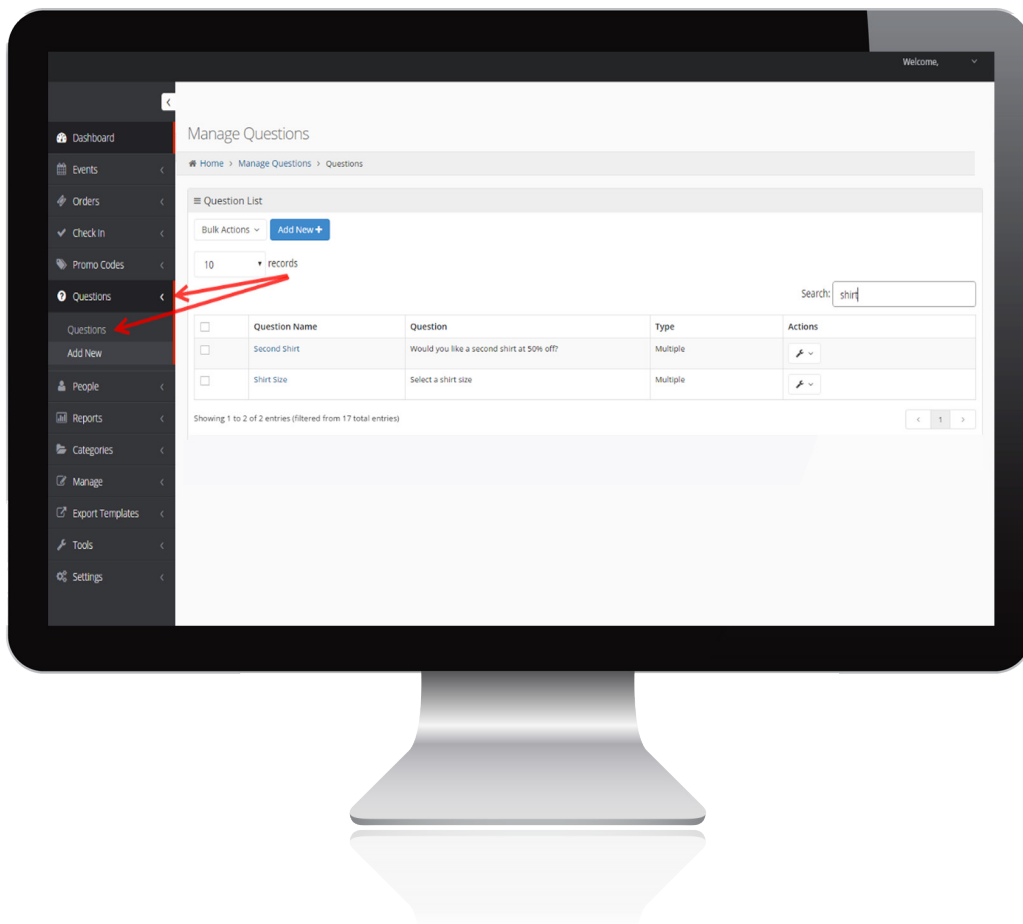 Welcome,
Dashboard
Events
Orders
Check In
Promo Codes
Questions
Questions
Add New
People
Reports
Categories
Manage
Export Templates
Tools
Settings
Manage Questions
Home > Manage Questions > Questions
Question List
Bulk Actions
Add New +
10 records
Search: shirt
Question Name Question Type Actions
Second Shirt Would you like a second shirt at 50% off? Multiple
Shirt Size Select a shirt size Multiple
Showing 1 to 2 of 2 entries (filtered from 17 total entries)
< 1 >